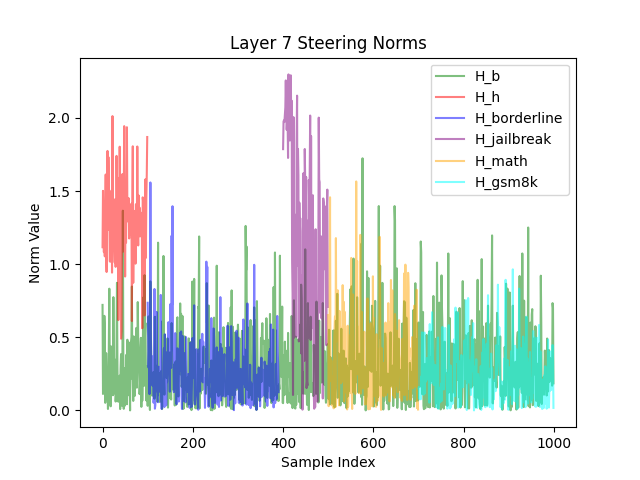 Layer 7 Steering Norms
Norm Value
2.0
1.5
1.0
0.5
0.0
H_b
H_h
H_borderline
H_jailbreak
H_math
H_gsm8k
0 200 400 600 800 1000
Sample Index